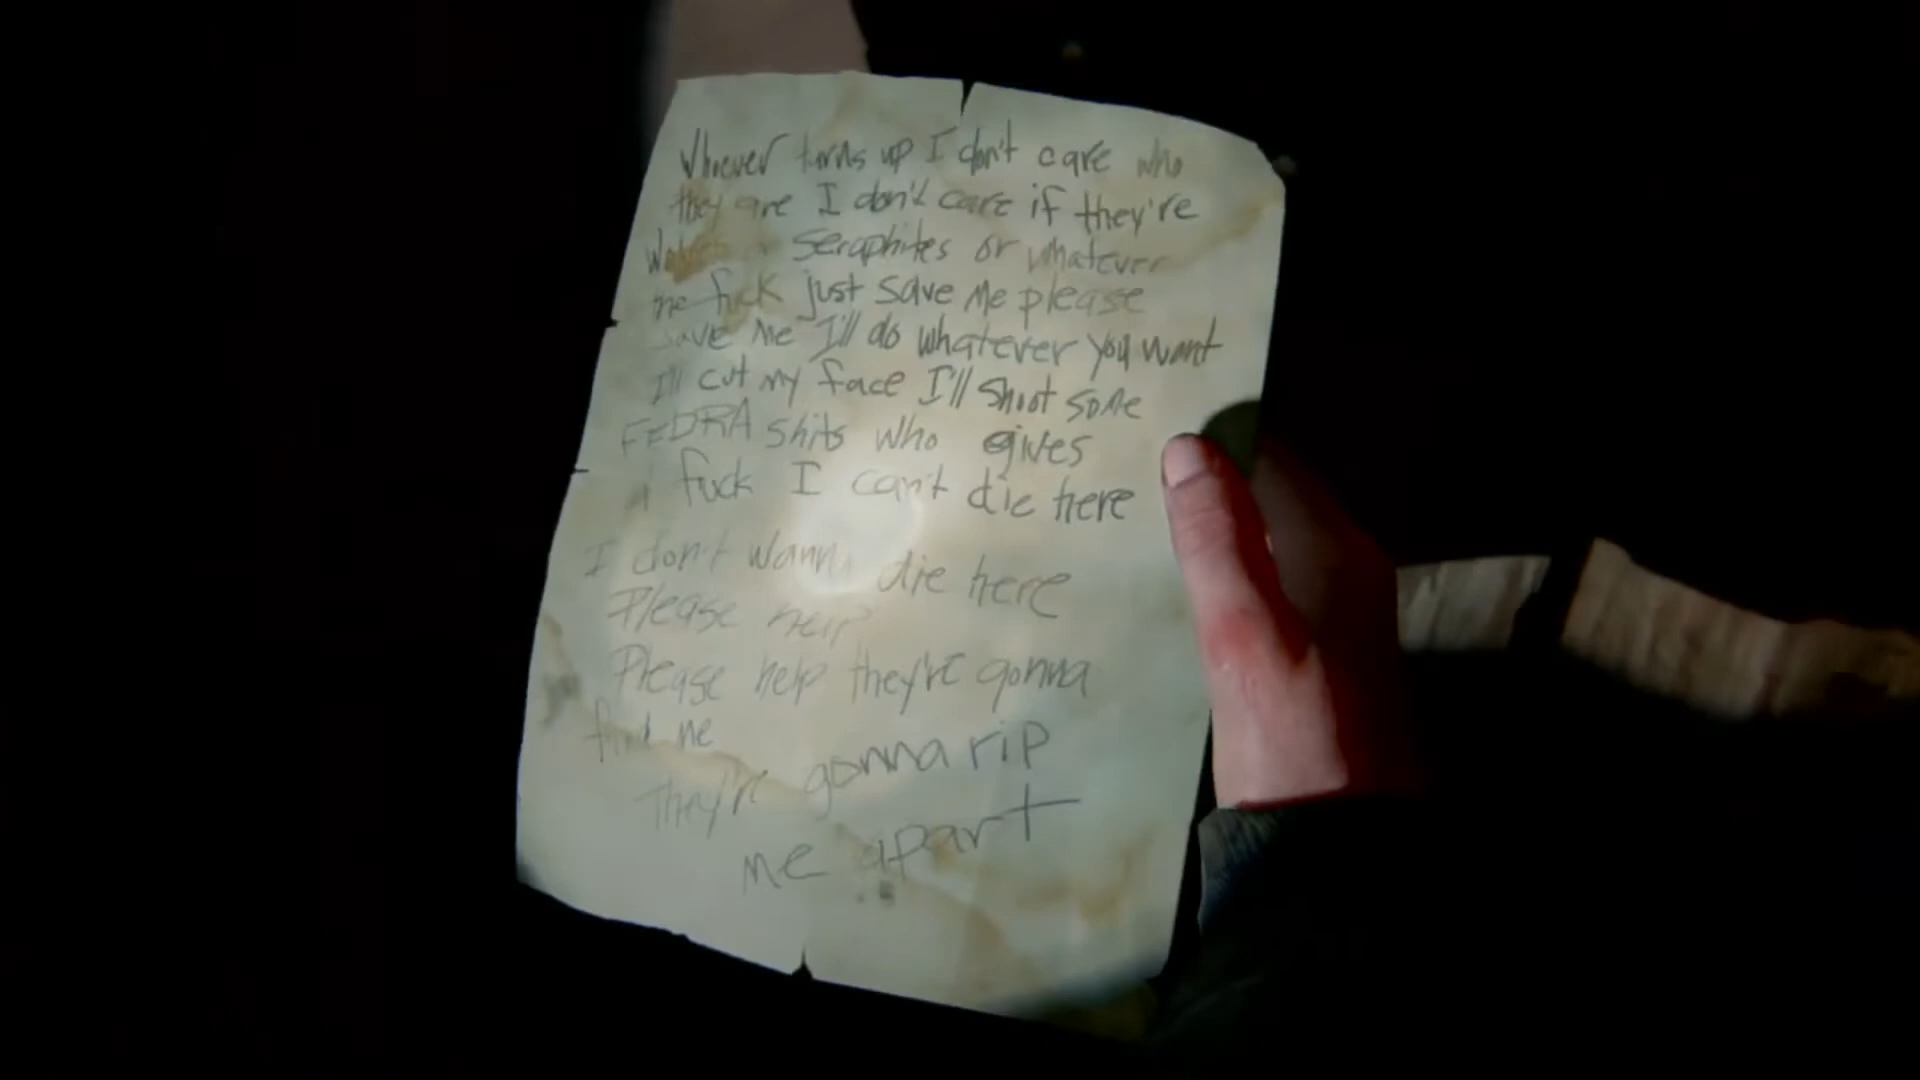 Whoever turns up I don't care who
they are I don't care if they're
Seraphites or whatever
the fuck just save me please
save me I'll do whatever you want
I'll cut my face I'll shoot some
FEDRA shits who gives
a fuck I can't die here
I don't wanna die here
Please help
Please help they're gonna
find me
They're gonna rip
me apart